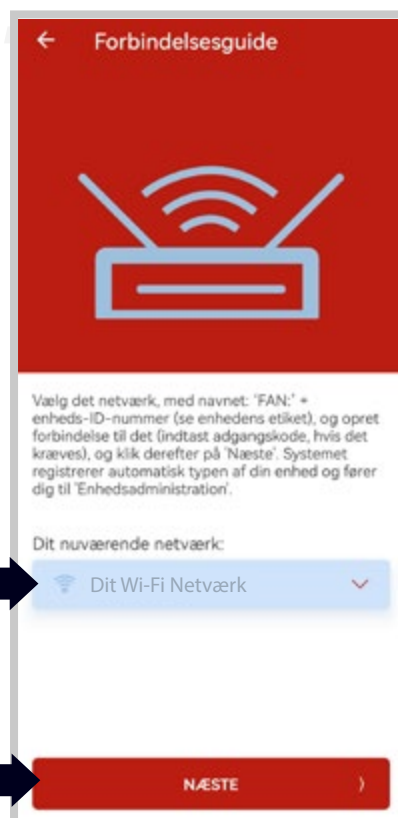 Forbindelsesguide
Vælg det netværk, med navnet: 'FAN:' +
enheds-ID-nummer (se enhedens etiket), og opret
forbindelse til det (indtast adgangskode, hvis det
kræves), og klik derefter på 'Næste'. Systemet
registrerer automatisk typen af din enhed og fører
dig til 'Enhedsadministration'.
Dit nuværende netværk:
Dit Wi-Fi Netværk
NÆSTE